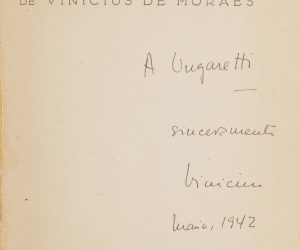 DE VINICIUS DE MORAES
A Ungaretti
sinceramente
Vinicius
Maio, 1942